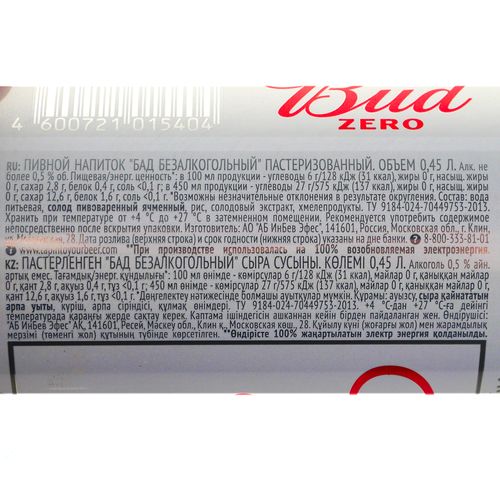 Bud
ZERO
4 600721 015404
RU: ПИВНОЙ НАПИТОК "БАД БЕЗАЛКОГОЛЬНЫЙ" ПАСТЕРИЗОВАННЫЙ. ОБЪЕМ 0,45 Л. Алк. не
более 0,5 % об. Пищевая/энерг. ценность*: в 100 мл продукции - углеводы 6 г/128 кДж (31 ккал), жиры 0 г, насыщ. жиры
0 г, сахар 2,8 г, белок 0,4 г, соль <0,1 г; в 450 мл продукции - углеводы 27 г/575 кДж (137 ккал), жиры 0 г, насыщ. жиры
0 г, сахар 12,6 г, белок 1,6 г, соль <0,1 г. *Возможны незначительные отклонения в результате округления. Состав: вода
питьевая, солод пивоваренный ячменный, рис, солодовый экстракт, хмелепродукты. ТУ 9184-024-70449753-2013.
Хранить при температуре от +4 °С до +27 °С в затемненном помещении. Рекомендуется употребить содержимое
непосредственно после вскрытия упаковки. Изготовитель: АО "АБ ИнБев Эфес", 141601, Россия, Московская обл., г. Клин,
ул. Московская, 28. Дата розлива (верхняя строка) и срок годности (нижняя строка) указаны на дне банки. 8-800-333-81-01
www.tapintoyourbeer.com **При производстве используется на 100% возобновляемая электроэнергия.
KZ: ПАСТЕРЛЕНГЕН "БАД БЕЗАЛКОГОЛЬНЫЙ" СЫРА СУСЫНЫ. КӨЛЕМІ 0,45 Л. Алкоголь 0,5 % айн.
көп емес. Тағамдық/энерг. құндылығы*: 100 мл өнімде - көмірсулар 6 г/128 кДж (31 ккал), майлар 0 г, қанық. майлар
0 г, қант 2,8 г, ақуыз 0,4 г, тұз <0,1 г; 450 мл өнімде - көмірсулар 27 г/575 кДж (137 ккал), майлар 0 г, қанық. майлар 0 г,
қант 12,6 г, ақуыз 1,6 г, тұз <0,1 г. *Дөңгелектеу натижесінде болмашы ауытқулар мүмкін. Құрамы: ауызсу, сыра қайнататын
арпа уыты, күріш, арпа сірінділері, құлмақ өнімдері. ТУ 9184-024-70449753-2013. +4 °С-ден +27 °С-ға дейінгі
температурада қараңғы жерде сақтау керек. Каптама ішіндегісін ашқаннан кейін бірден пайдаланған жөн. Өндіруші:
"АБ ИнБев Эфес" АҚ, 141601, Ресей, Маскеу обл., Клин қ., Московская көш., 28. Құйылу күні (жоғарғы жол) мен жарамдылық
мерзімі (төменгі жол) құтының түбінде көрсетілген. **Өндірісте 100% жаңартылатын электр энергия қолданылды.